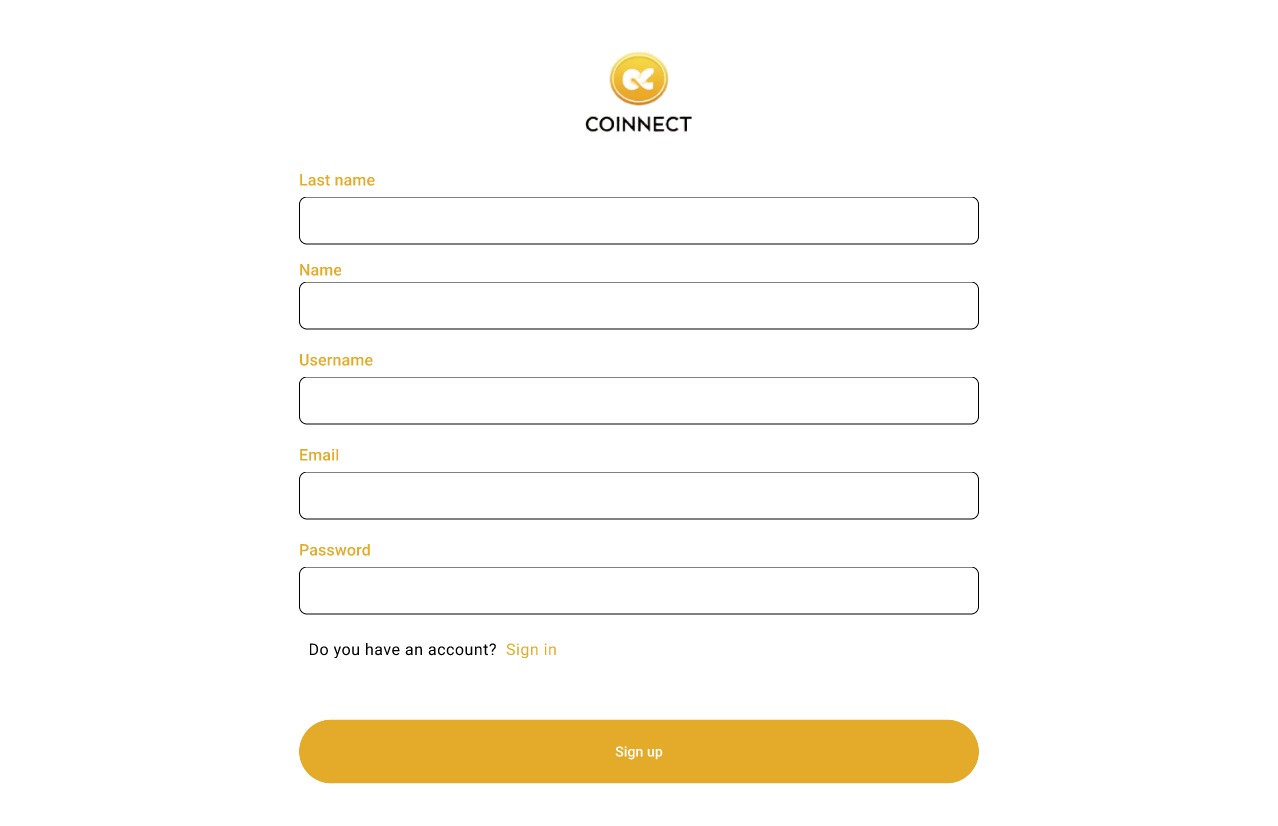 COINNECT
Last name
Name
Username
Email
Password
Do you have an account? Sign in
Sign up